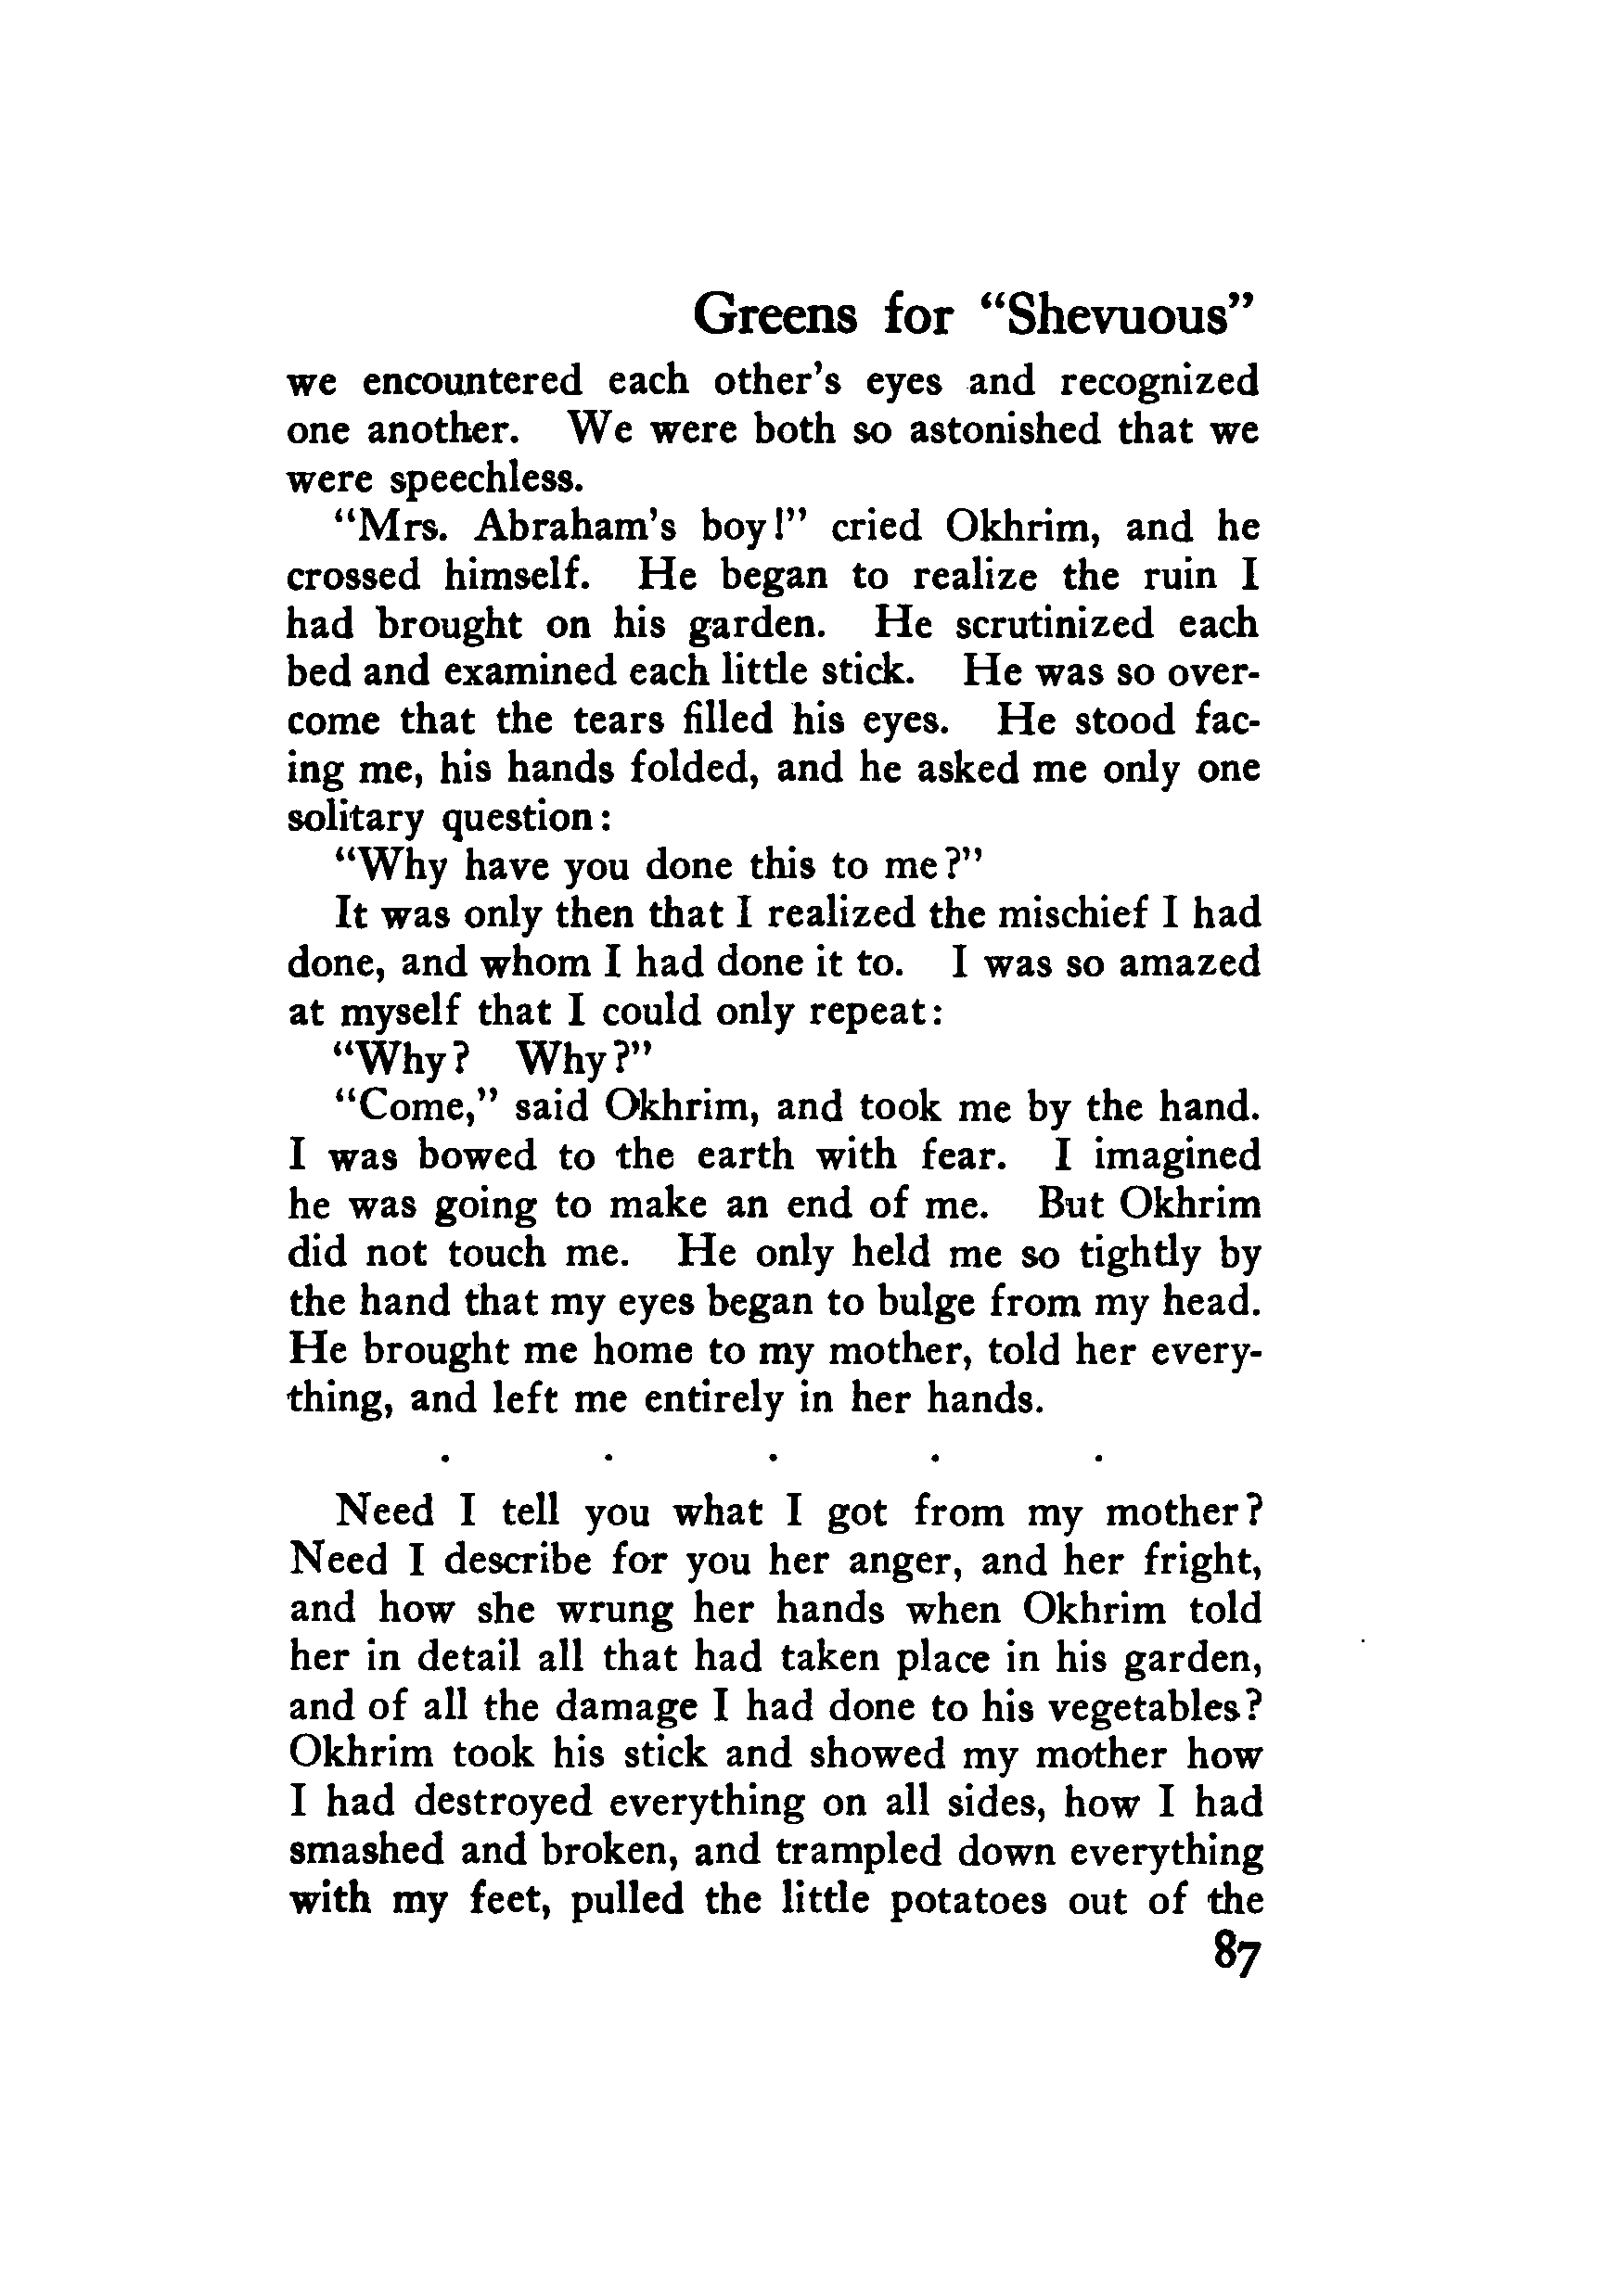 Greens for “Shevuous”
we encountered each other’s eyes and recognized
one another. We were both so astonished that we
were speechless.
“Mrs. Abraham’s boy!” cried Okhrim, and he
crossed himself. He began to realize the ruin I
had brought on his garden. He scrutinized each
bed and examined each little stick. He was so over-
come that the tears filled his eyes. He stood fac-
ing me, his hands folded, and he asked me only one
solitary question:
“Why have you done this to me?”
It was only then that I realized the mischief I had
done, and whom I had done it to. I was so amazed
at myself that I could only repeat:
“Why? Why?”
“Come,” said Okhrim, and took me by the hand.
I was bowed to the earth with fear. I imagined
he was going to make an end of me. But Okhrim
did not touch me. He only held me so tightly by
the hand that my eyes began to bulge from my head.
He brought me home to my mother, told her every-
thing, and left me entirely in her hands.
. . . . .
Need I tell you what I got from my mother?
Need I describe for you her anger, and her fright,
and how she wrung her hands when Okhrim told
her in detail all that had taken place in his garden,
and of all the damage I had done to his vegetables?
Okhrim took his stick and showed my mother how
I had destroyed everything on all sides, how I had
smashed and broken, and trampled down everything
with my feet, pulled the little potatoes out of the
87